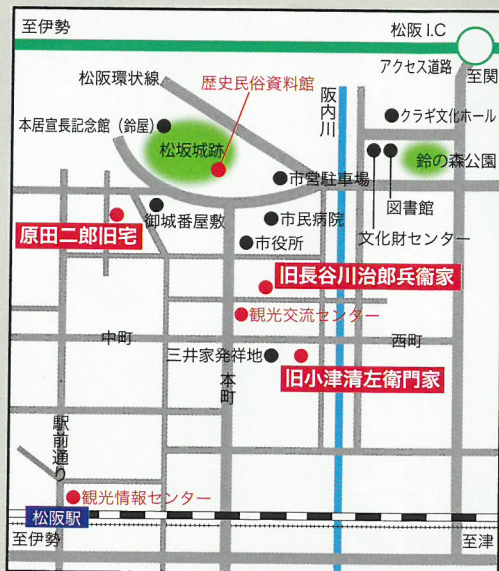 至伊勢
松阪I.C
アクセス道路
至関
松阪環状線
歴史民俗資料館
阪内川
クラギ文化ホール
本居宣長記念館（鈴屋）
松坂城跡
鈴の森公園
市営駐車場
図書館
文化財センター
御城番屋敷
市民病院
原田二郎旧宅
市役所
旧長谷川治郎兵衛家
観光交流センター
中町
西町
三井家発祥地
本町
旧小津清左衛門家
駅前通り
観光情報センター
松阪駅
至伊勢
至津